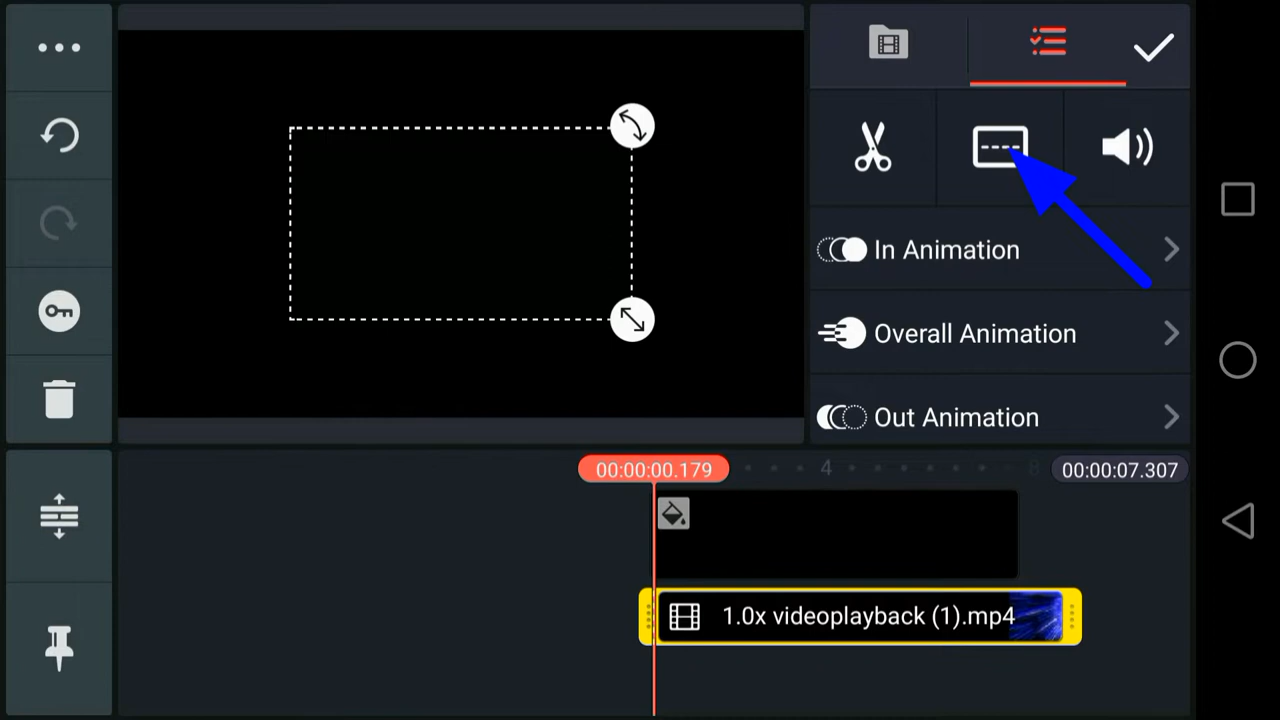 In Animation
Overall Animation
Out Animation
00:00:00.179
4
8
00:00:07.307
1.0x videoplayback (1).mp4